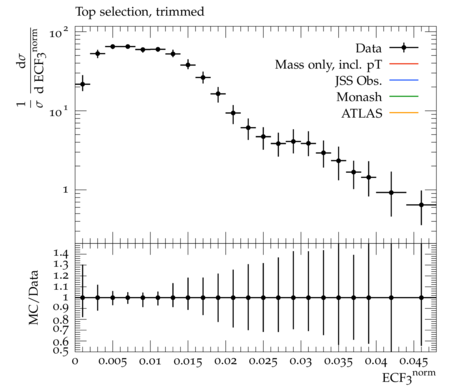 Top selection, trimmed
1/σ dσ/d ECF3^norm
10^2
10^1
1
Data
Mass only, incl. pT
JSS Obs.
Monash
ATLAS
MC/Data
1.4
1.3
1.2
1.1
1
0.9
0.8
0.7
0.6
0.5
0 0.005 0.01 0.015 0.02 0.025 0.03 0.035 0.04 0.045
ECF3^norm